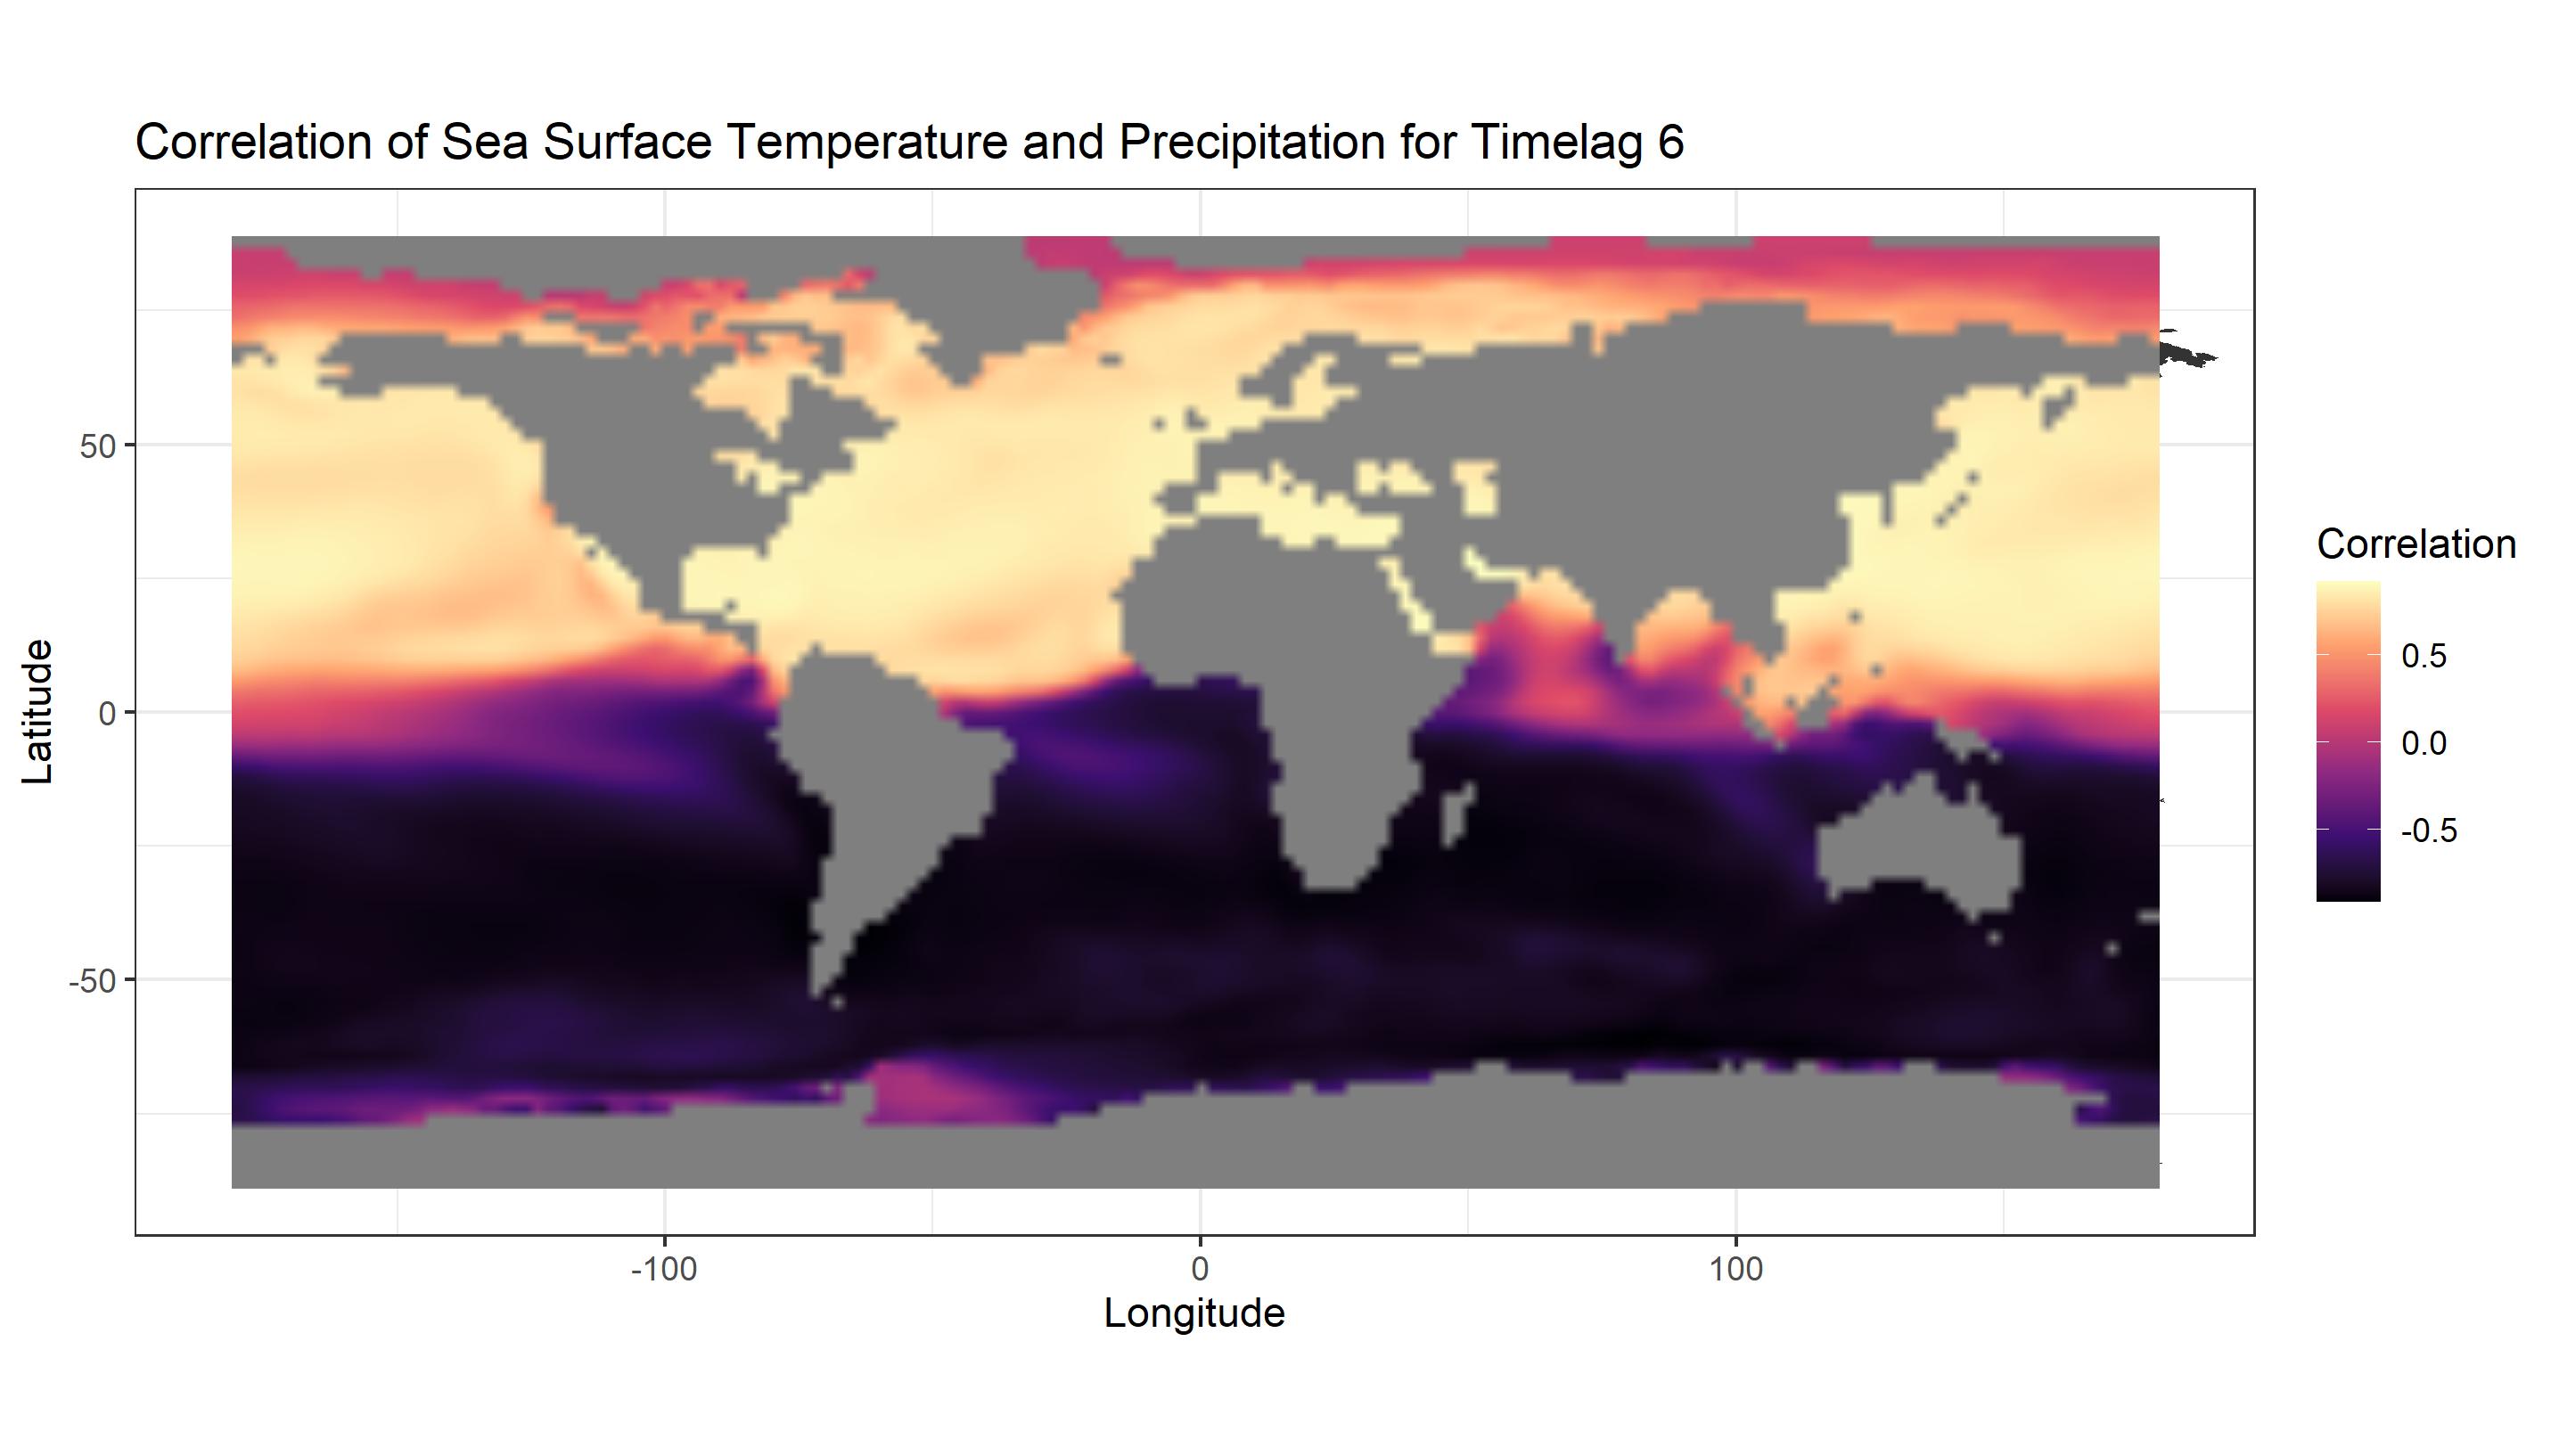 Correlation of Sea Surface Temperature and Precipitation for Timelag 6
Latitude
50
0
-50
-100
0
100
Longitude
Correlation
0.5
0.0
-0.5